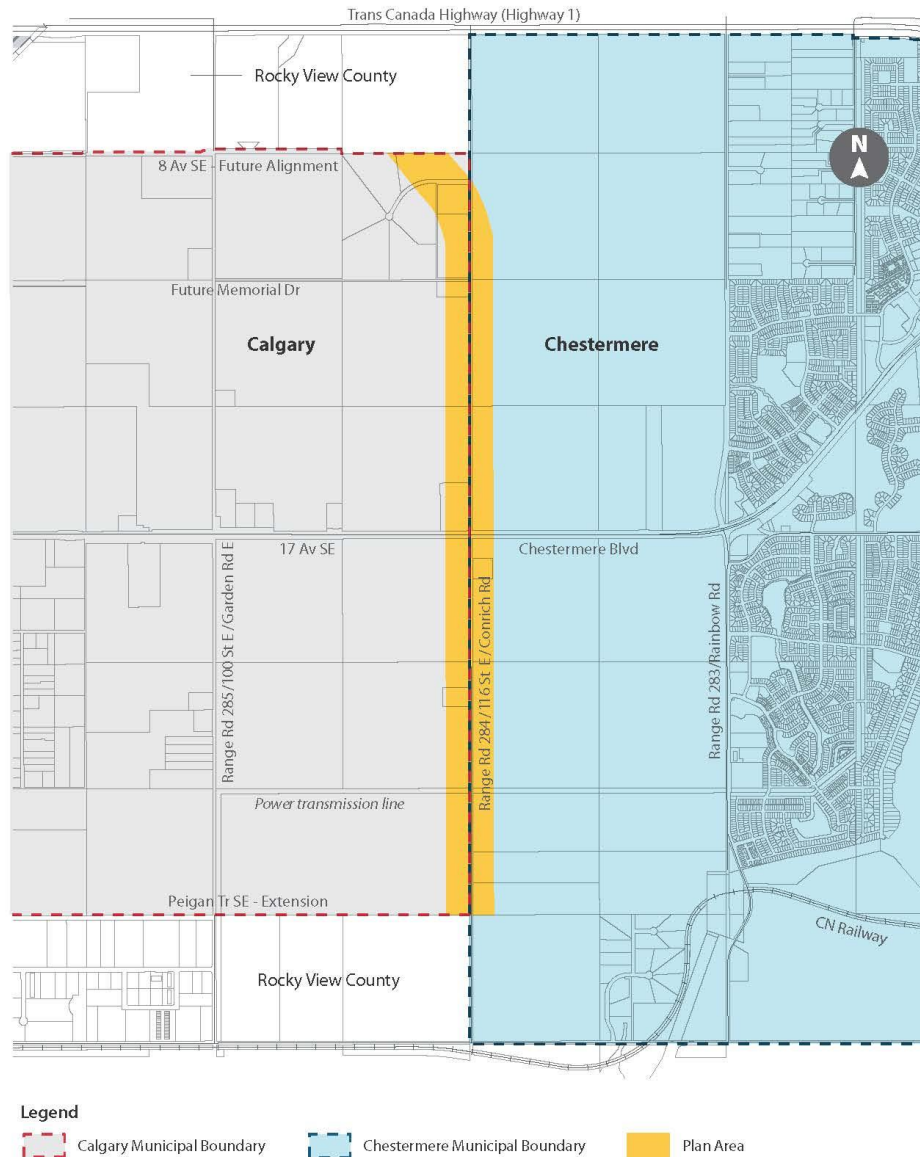 Trans Canada Highway (Highway 1)
Rocky View County
N
8 Av SE - Future Alignment
Future Memorial Dr
Calgary
Chestermere
17 Av SE
Chestermere Blvd
Range Rd 285/100 St E /Garden Rd E
Range Rd 284/116 St E /Conrich Rd
Range Rd 283/Rainbow Rd
Power transmission line
Peigan Tr SE - Extension
CN Railway
Rocky View County
Legend
Calgary Municipal Boundary
Chestermere Municipal Boundary
Plan Area